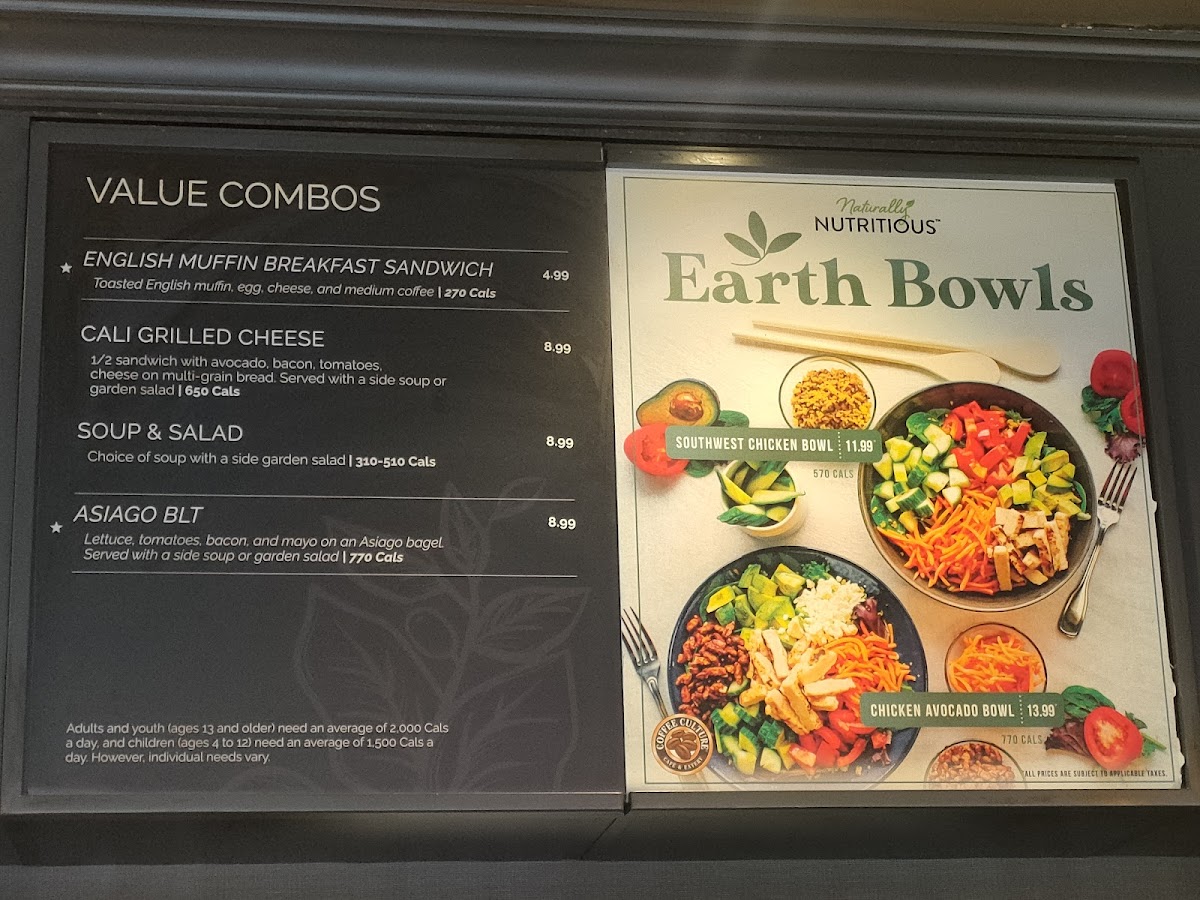 VALUE COMBOS
ENGLISH MUFFIN BREAKFAST SANDWICH 4.99
Toasted English muffin, egg, cheese, and medium coffee | 270 Cals
CALI GRILLED CHEESE 8.99
1/2 sandwich with avocado, bacon, tomatoes,
cheese on multi-grain bread. Served with a side soup or
garden salad | 650 Cals
SOUP & SALAD 8.99
Choice of soup with a side garden salad | 310-510 Cals
ASIAGO BLT 8.99
Lettuce, tomatoes, bacon, and mayo on an Asiago bagel.
Served with a side soup or garden salad | 770 Cals
Adults and youth (ages 13 and older) need an average of 2,000 Cals
a day, and children (ages 4 to 12) need an average of 1,500 Cals a
day. However, individual needs vary.
Naturally
NUTRITIOUS™
Earth Bowls
SOUTHWEST CHICKEN BOWL 11.99*
570 CALS
CHICKEN AVOCADO BOWL 13.99*
770 CALS
COFFEE CULTURE
CAFE & EATERY
*ALL PRICES ARE SUBJECT TO APPLICABLE TAXES.